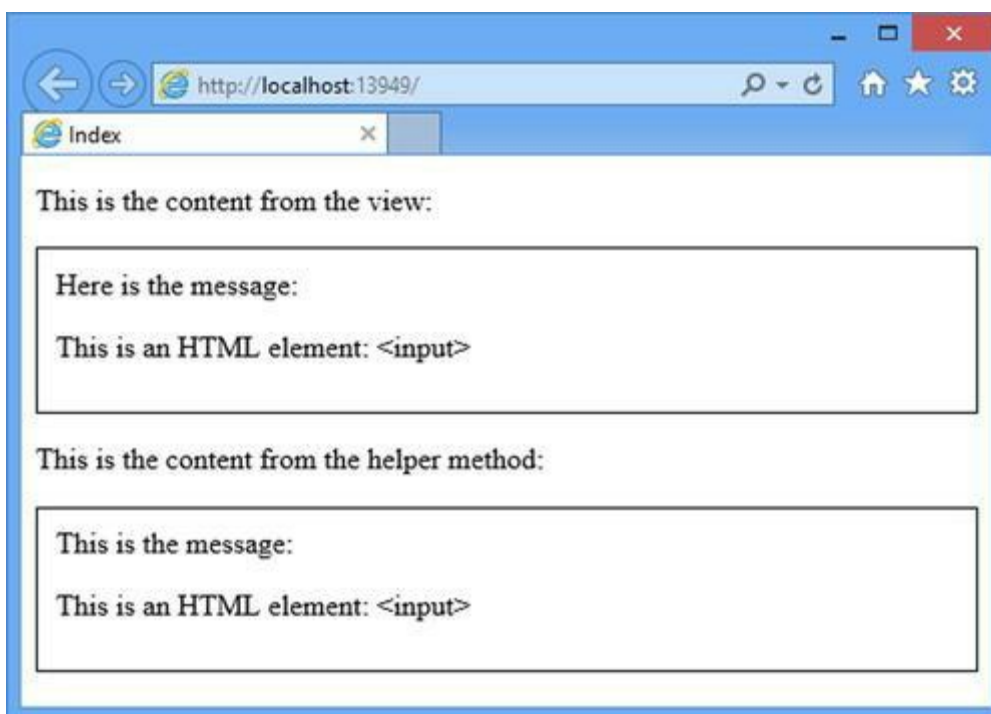 http://localhost:13949/
Index
This is the content from the view:
Here is the message:
This is an HTML element: <input>
This is the content from the helper method:
This is the message:
This is an HTML element: <input>